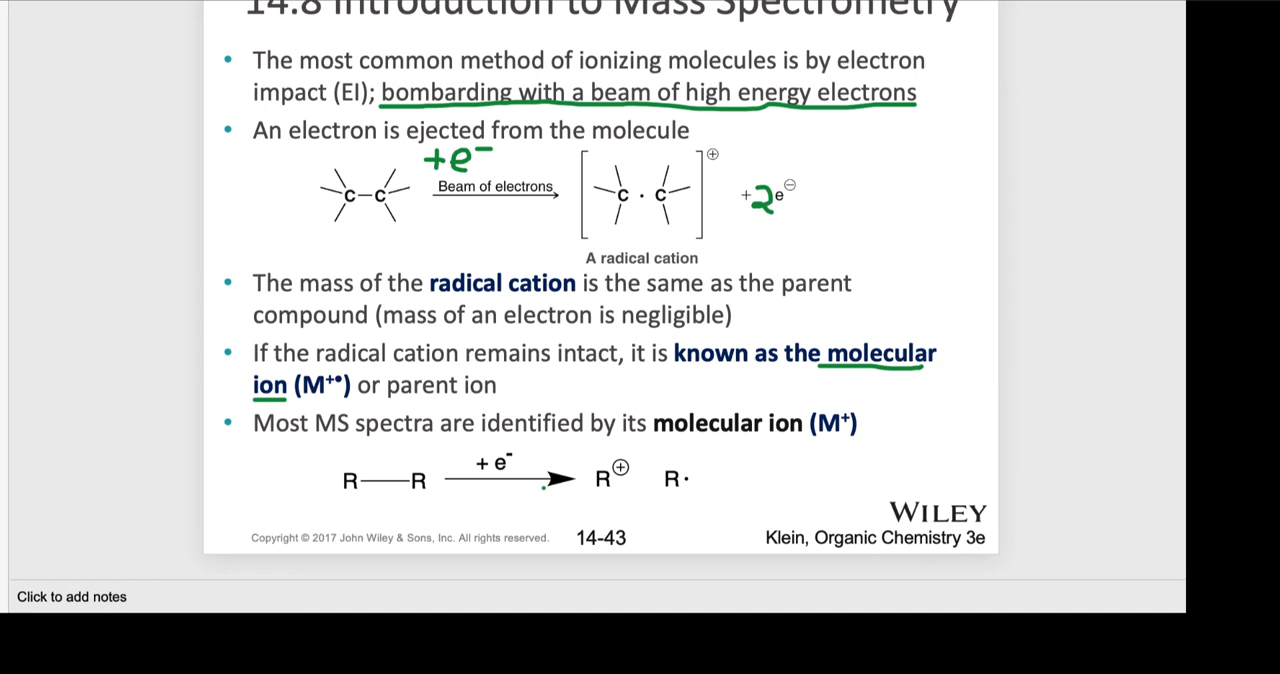 14.8 Introduction to Mass Spectrometry
• The most common method of ionizing molecules is by electron
impact (EI); bombarding with a beam of high energy electrons
• An electron is ejected from the molecule
+e⁻
C–C Beam of electrons [C · C]⊕ +2e⊖
A radical cation
• The mass of the radical cation is the same as the parent
compound (mass of an electron is negligible)
• If the radical cation remains intact, it is known as the molecular
ion (M⁺•) or parent ion
• Most MS spectra are identified by its molecular ion (M⁺)
+ e⁻
R—R R⊕ R·
WILEY
Copyright © 2017 John Wiley & Sons, Inc. All rights reserved. 14-43 Klein, Organic Chemistry 3e
Click to add notes